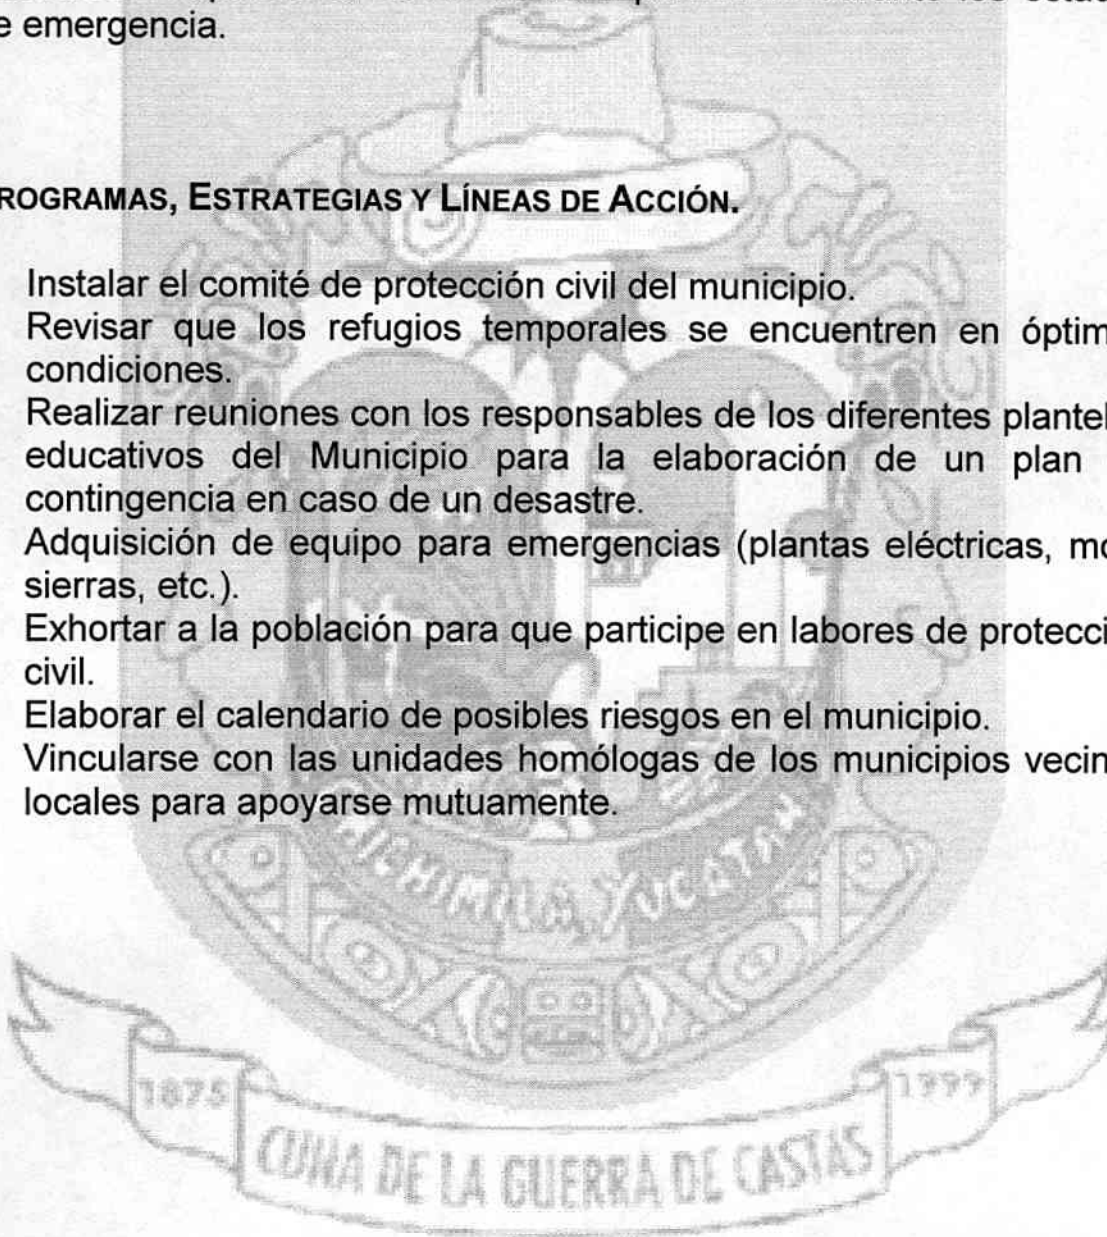 e emergencia.
ROGRAMAS, ESTRATEGIAS Y LÍNEAS DE ACCIÓN.
Instalar el comité de protección civil del municipio.
Revisar que los refugios temporales se encuentren en óptim
condiciones.
Realizar reuniones con los responsables de los diferentes plantel
educativos del Municipio para la elaboración de un plan
contingencia en caso de un desastre.
Adquisición de equipo para emergencias (plantas eléctricas, mo
sierras, etc.).
Exhortar a la población para que participe en labores de protecci
civil.
Elaborar el calendario de posibles riesgos en el municipio.
Vincularse con las unidades homólogas de los municipios vecin
locales para apoyarse mutuamente.
CHICHIMILÁ, YUCATAN
1875 1999
CUNA DE LA GUERRA DE CASTAS